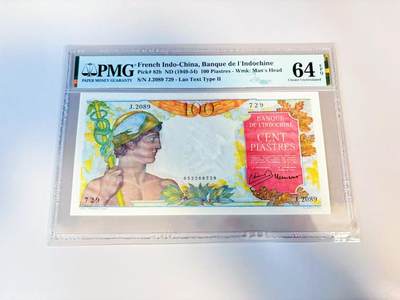 PMG
PAPER MONEY GUARANTY
French Indo-China, Banque de l'Indochine
Pick# 82b ND (1949-54) 100 Piastres - Wmk: Man's Head
S/N J.2089 729 - Lao Text Type II
64 EPQ
Choice Uncirculated
J.2089
100
729
BANQUE
DE L'INDOCHINE
CENT
PIASTRES
052208729
729
J.2089